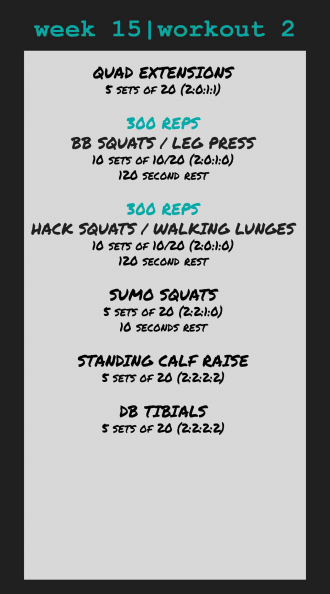 week 15|workout 2
QUAD EXTENSIONS
5 SETS OF 20 (2:0:1:1)
300 REPS
BB SQUATS / LEG PRESS
10 SETS OF 10/20 (2:0:1:0)
120 SECOND REST
300 REPS
HACK SQUATS / WALKING LUNGES
10 SETS OF 10/20 (2:0:1:0)
120 SECOND REST
SUMO SQUATS
5 SETS OF 20 (2:2:1:0)
10 SECONDS REST
STANDING CALF RAISE
5 SETS OF 20 (2:2:2:2)
DB TIBIALS
5 SETS OF 20 (2:2:2:2)